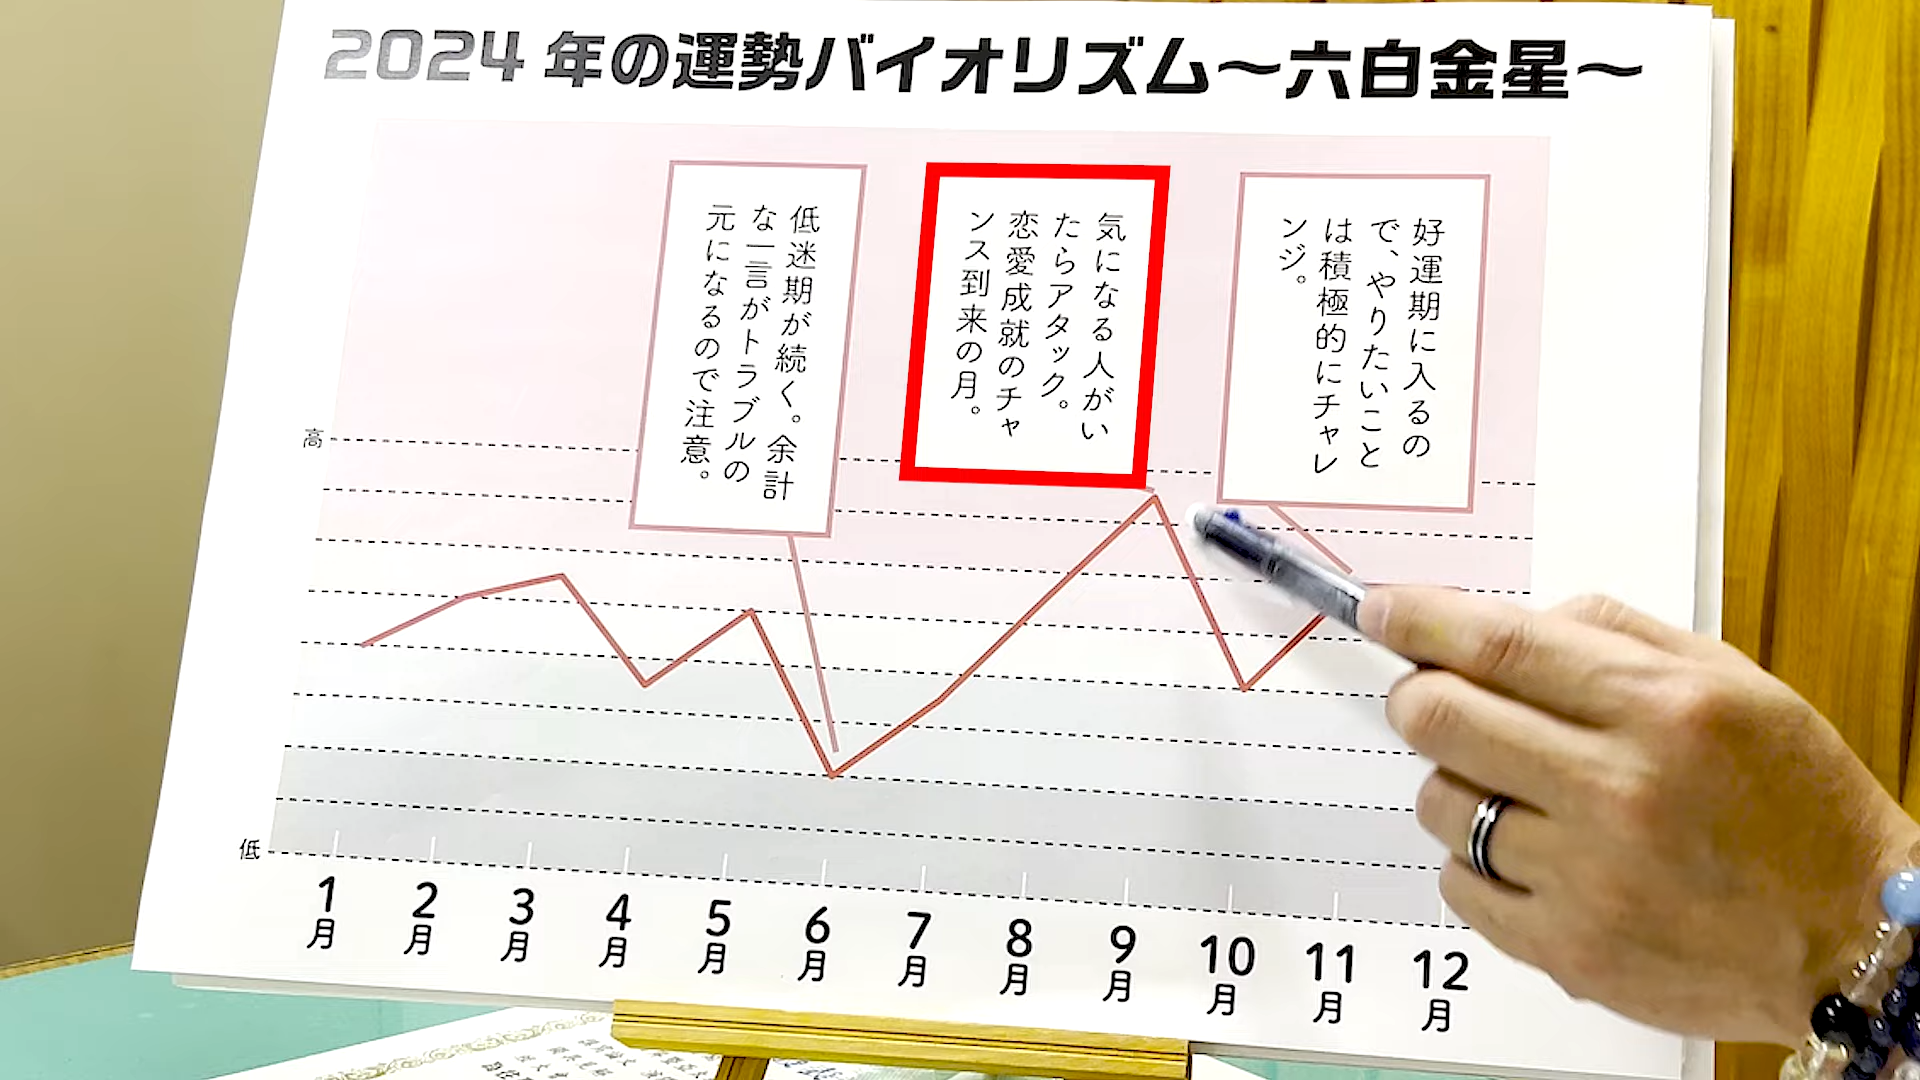 2024年の運勢バイオリズム～六白金星～
好運期に入るの
で、やりたいこと
は積極的にチャレ
ンジ。
気になる人がい
たらアタック。
恋愛成就のチャ
ンス到来の月。
低迷期が続く。余計
な一言がトラブルの
元になるので注意。
高
低
1月
2月
3月
4月
5月
6月
7月
8月
9月
10月
11月
12月